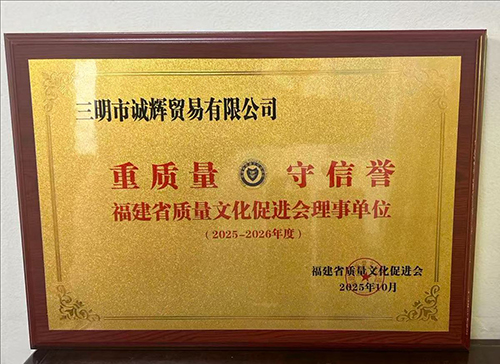 三明市诚辉贸易有限公司
重质量 守信誉
福建省质量文化促进会理事单位
(2025-2026年度)
福建省质量文化促进会
2025年10月